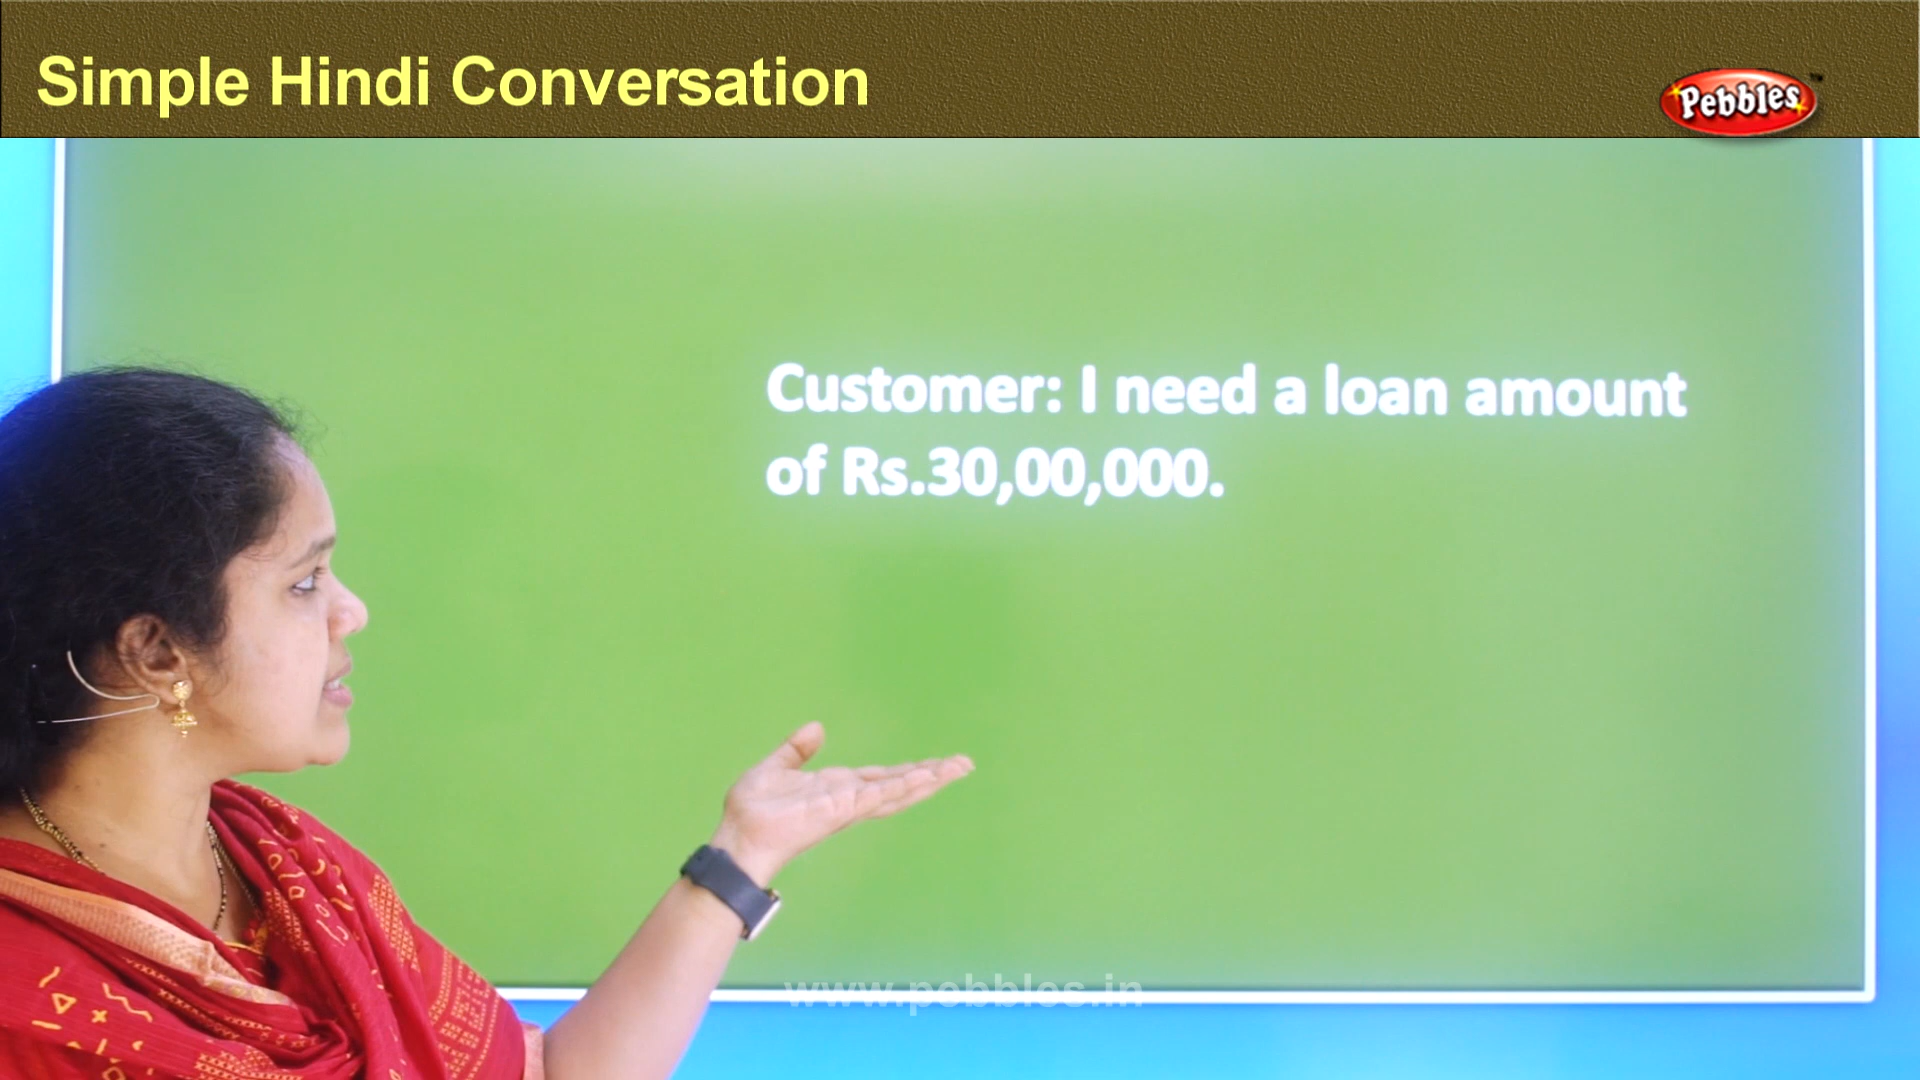 Simple Hindi Conversation
Pebbles
Customer: I need a loan amount
of Rs.30,00,000.
www.pebbles.in